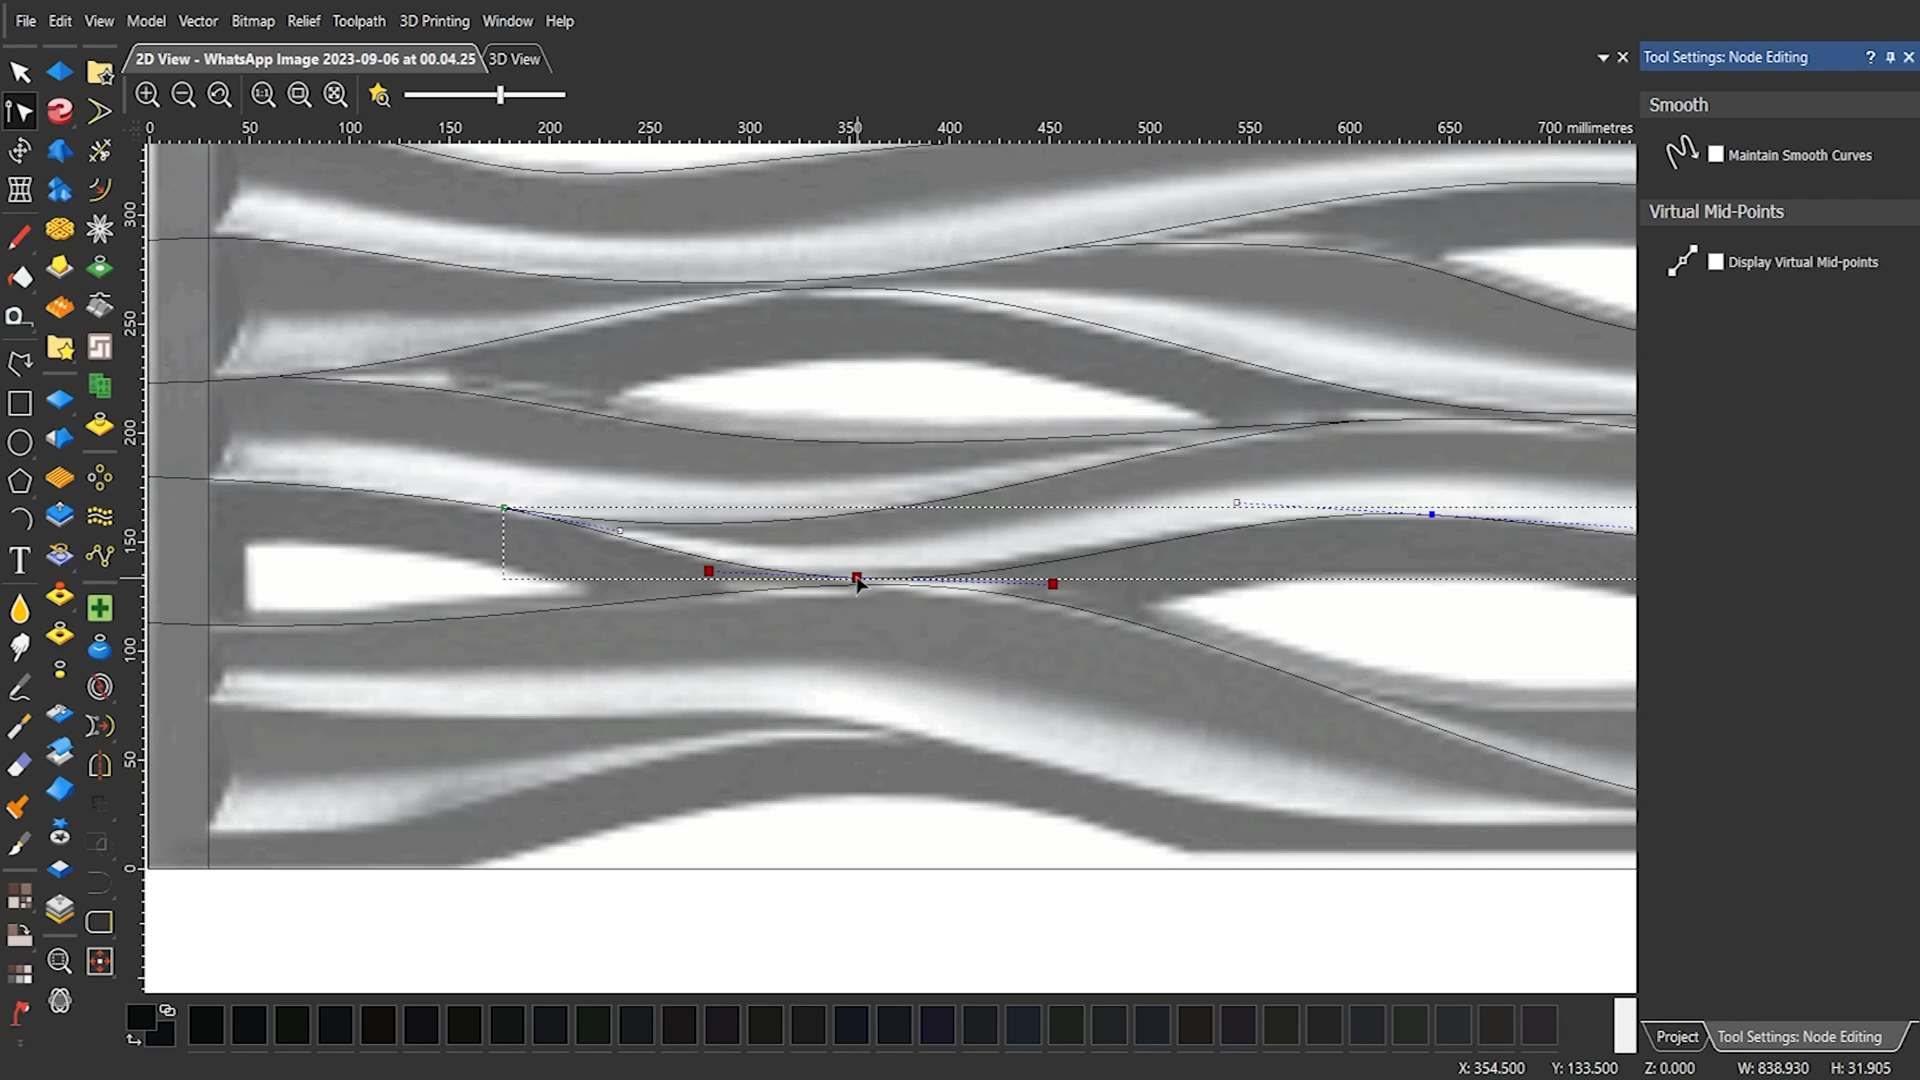 File Edit View Model Vector Bitmap Relief Toolpath 3D Printing Window Help
2D View - WhatsApp Image 2023-09-06 at 00.04.25 3D View
Tool Settings: Node Editing
1:1
Smooth
Maintain Smooth Curves
Virtual Mid-Points
Display Virtual Mid-points
0 50 100 150 200 250 300 350 400 450 500 550 600 650 700 millimetres
300
250
200
150
100
50
0
T
Project Tool Settings: Node Editing
X: 354.500 Y: 133.500 Z: 0.000 W: 838.930 H: 31.905